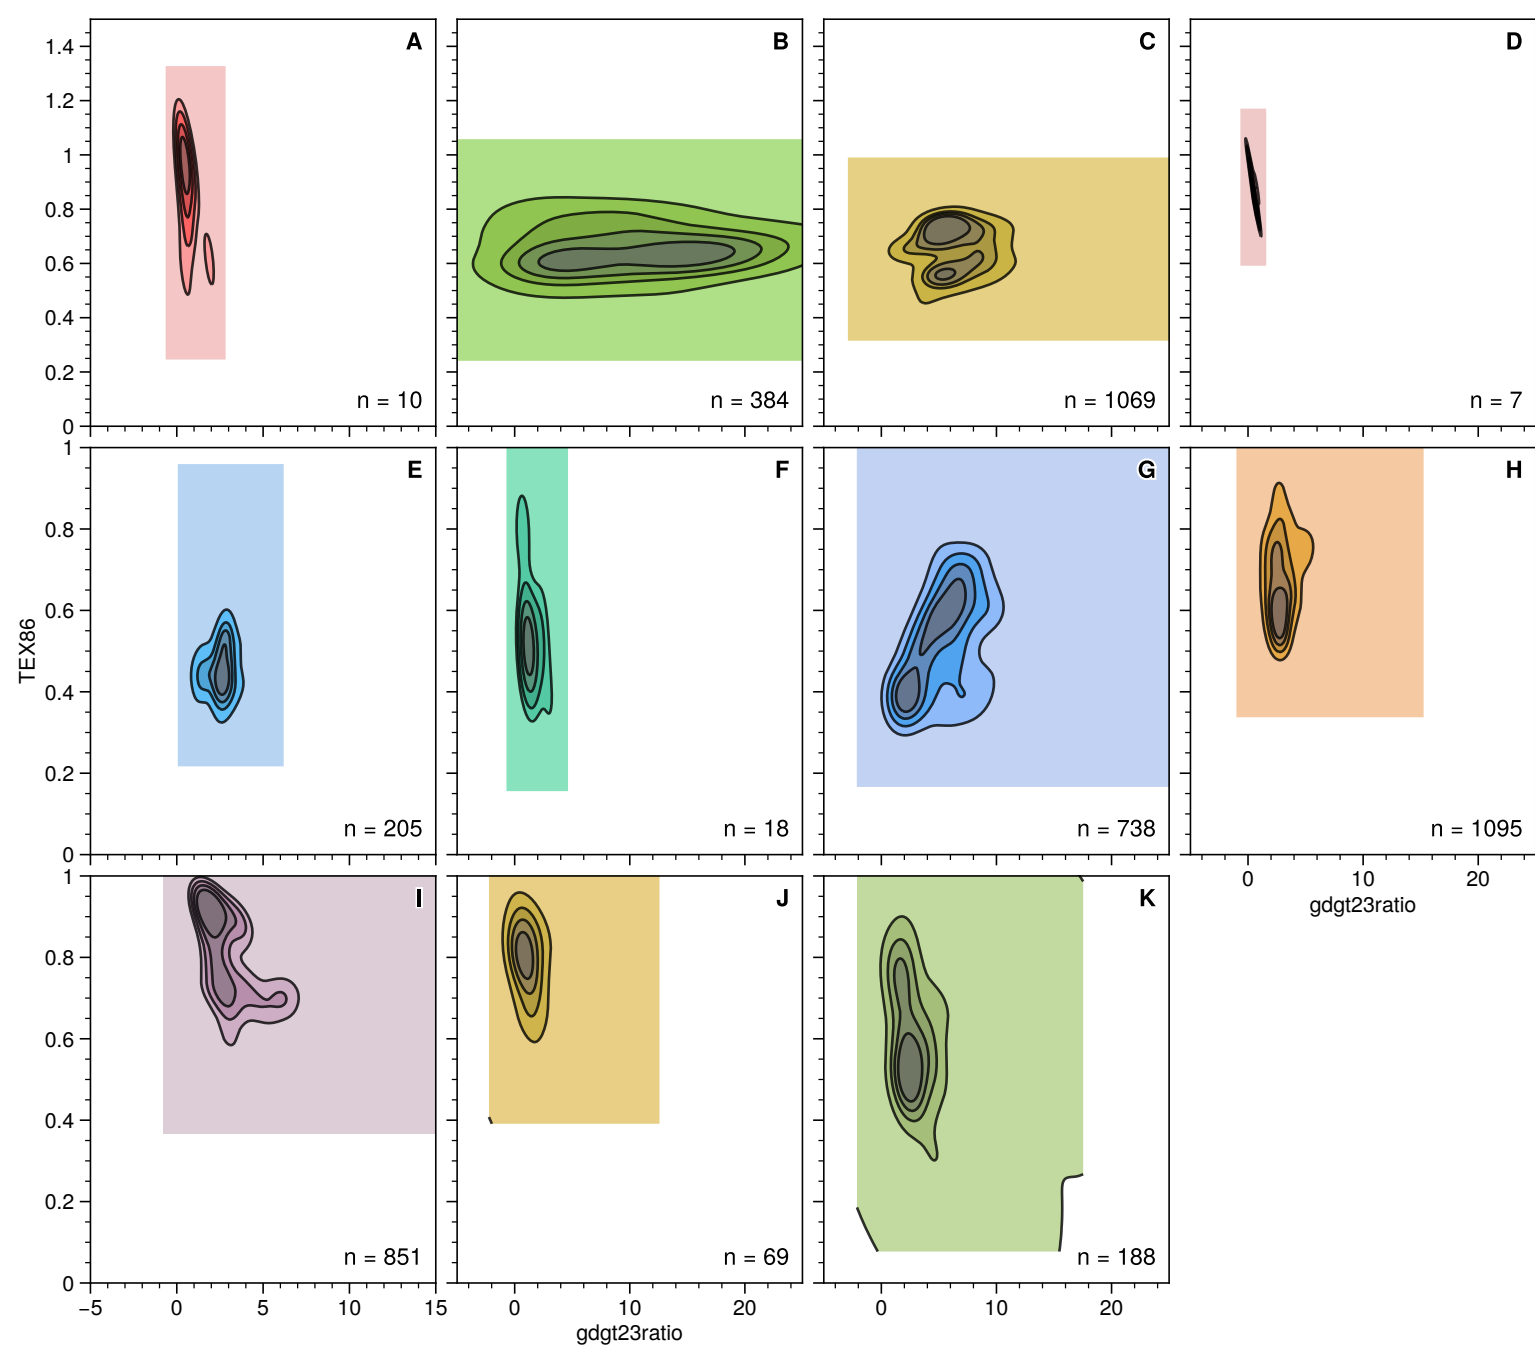 A
B
C
D
1.4
1.2
1
0.8
0.6
0.4
0.2
0
n = 10
n = 384
n = 1069
n = 7
E
F
G
H
1
0.8
0.6
0.4
0.2
0
TEX86
n = 205
n = 18
n = 738
n = 1095
0
10
20
gdgt23ratio
I
J
K
1
0.8
0.6
0.4
0.2
0
n = 851
n = 69
n = 188
−5
0
5
10
15
0
10
20
0
10
20
gdgt23ratio